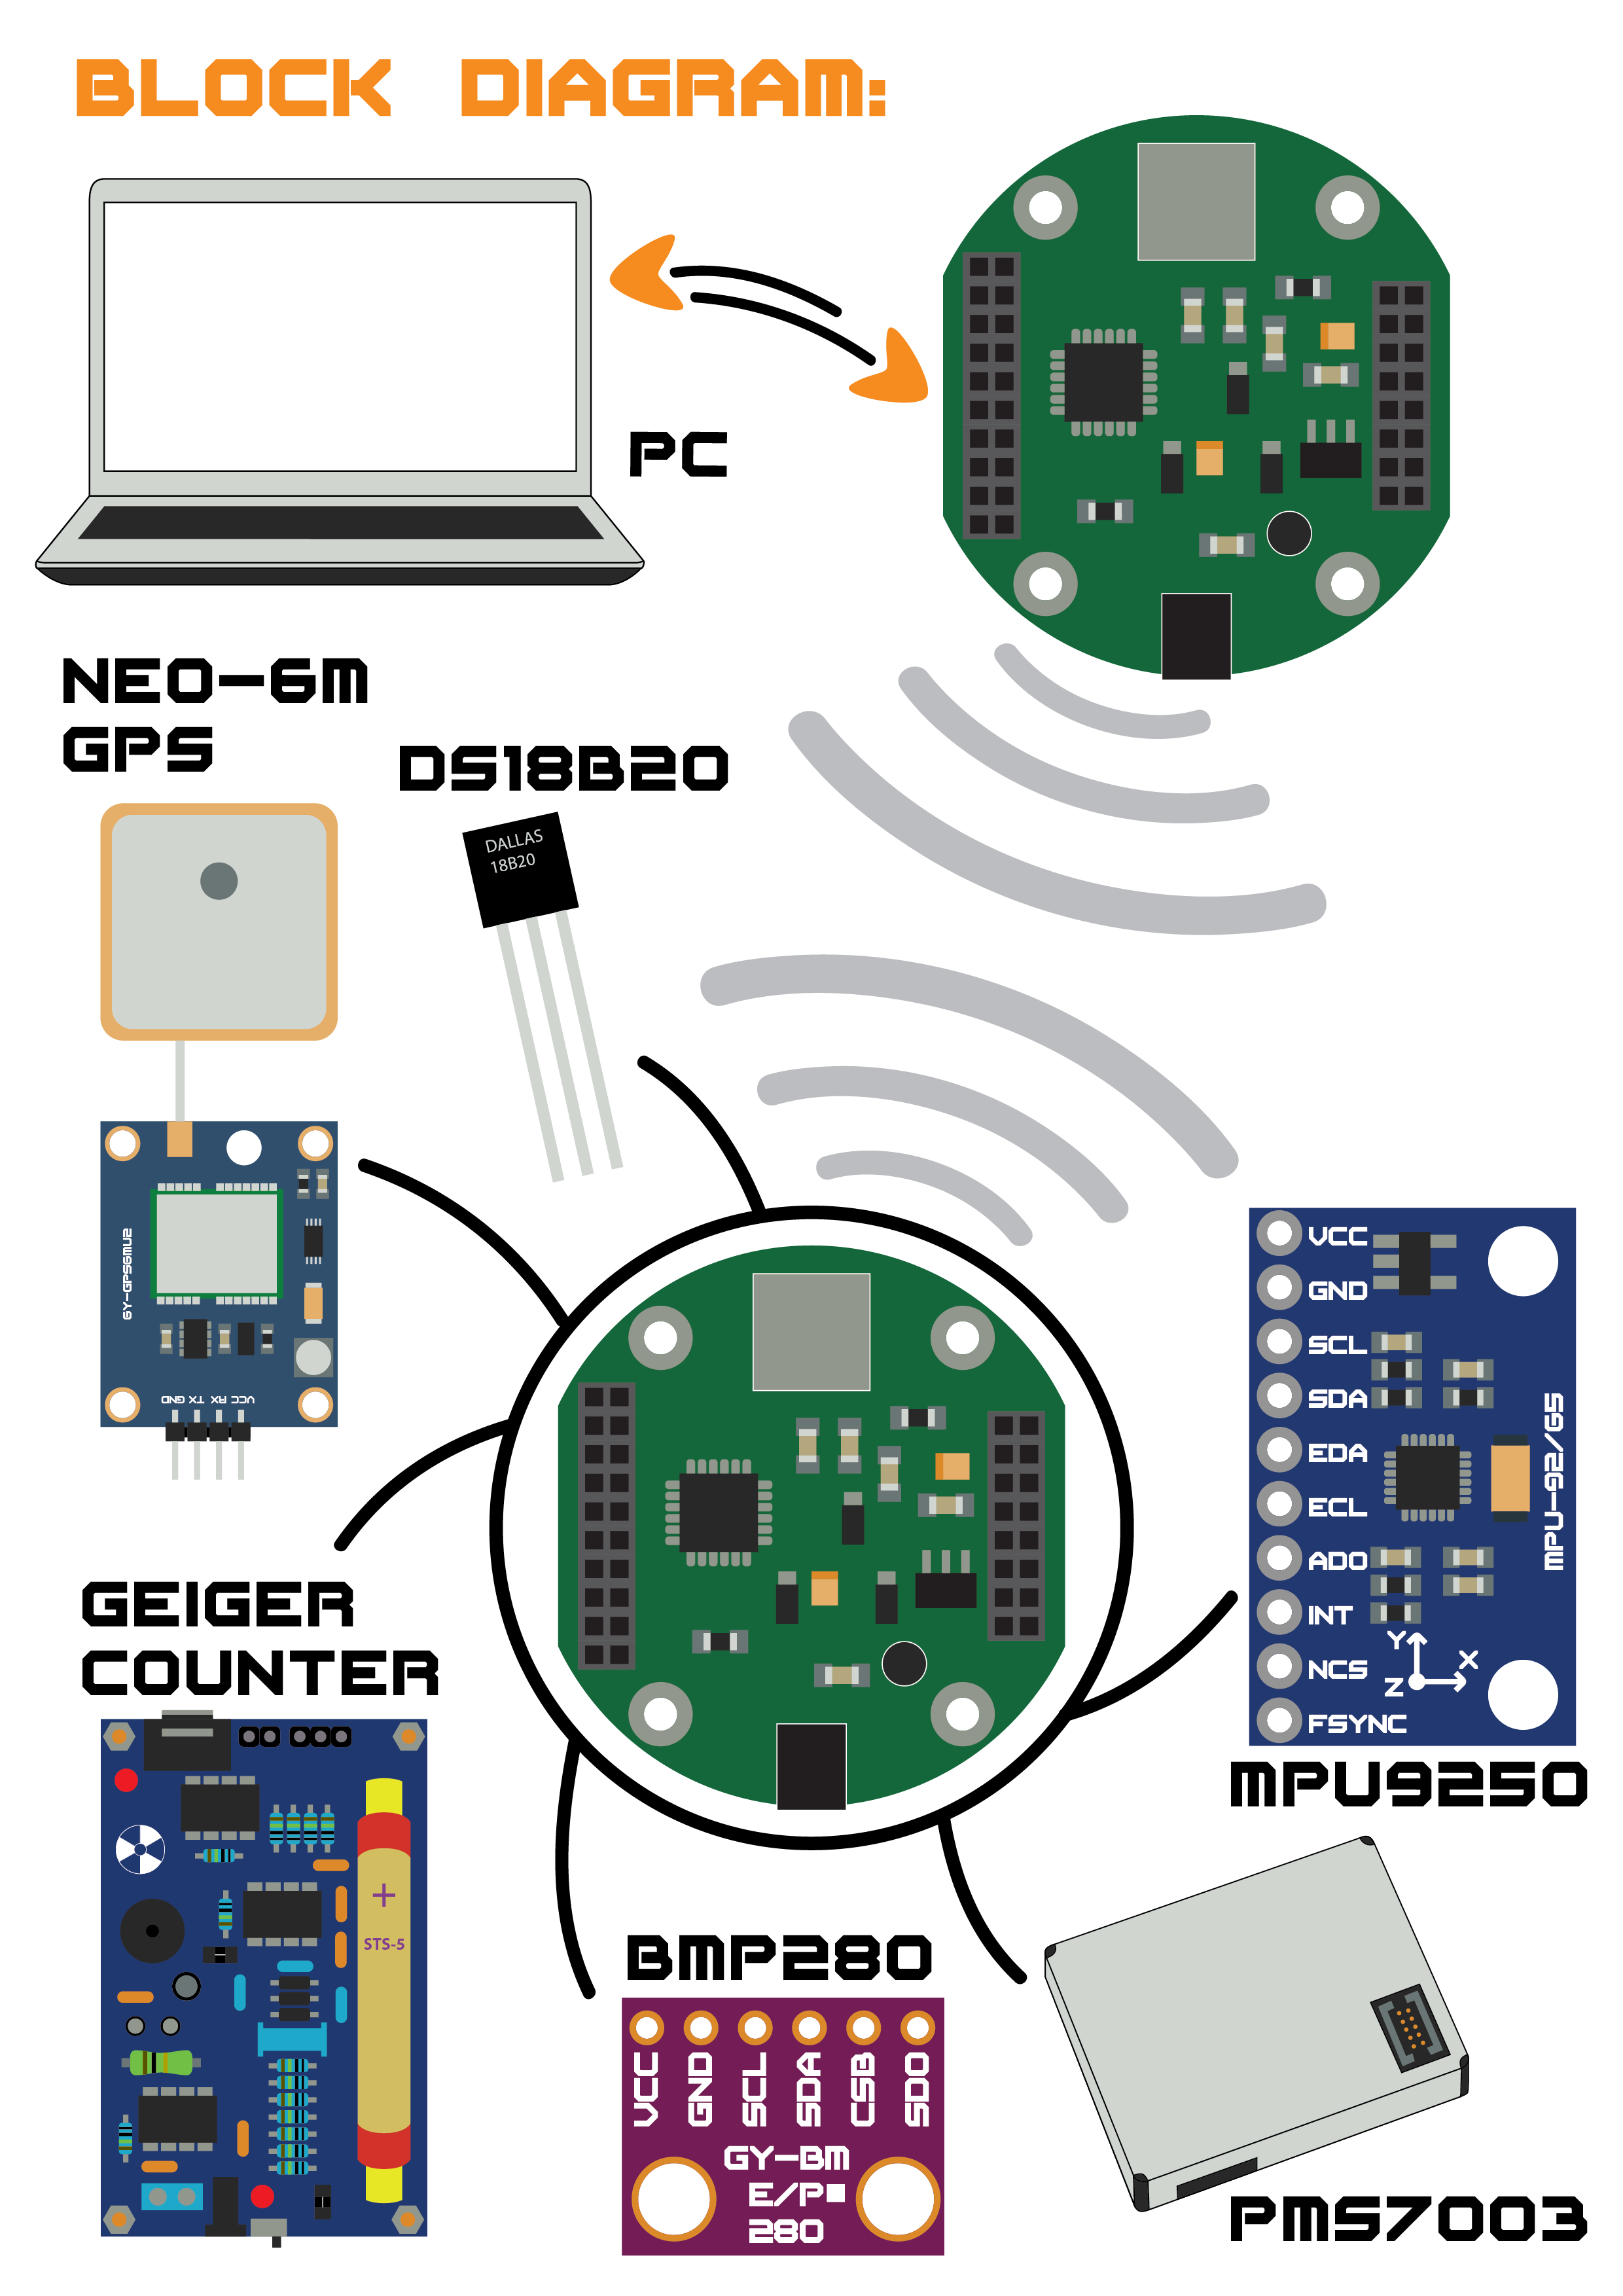 BLOCK DIAGRAM:
PC
NEO-6M
GPS
DS18B20
DALLAS
18B20
GY-GPS6MU2
GND TX RX VCC
GEIGER
COUNTER
+
STS-5
VCC
GND
SCL
SDA
EDA
ECL
ADO
INT
NCS
FSYNC
Y
X
Z
MPU-92/65
MPU9250
BMP280
VCC
GND
SCL
SDA
CSB
SDO
GY-BM
E/P
280
PMS7003